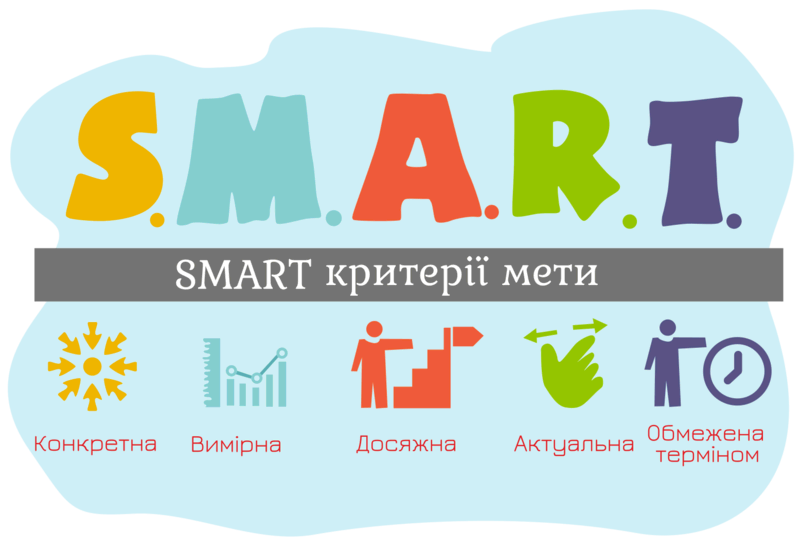 S.M.A.R.T.
SMART критерії мети
Конкретна
Вимірна
Досяжна
Актуальна
Обмежена
терміном